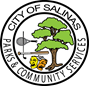 CITY OF SALINAS
PARKS & COMMUNITY SERVICES